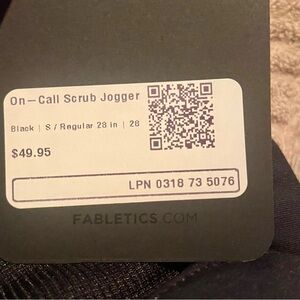 On-Call Scrub Jogger
Black | S / Regular 28 in | 28
$49.95
LPN 0318 73 5076
FABLETICS.COM